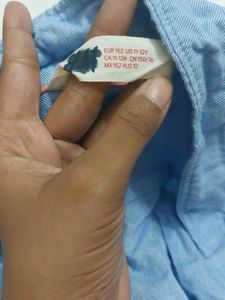 EUR 152 US 11-12Y
CA 11-12A CN 150/76
MX 152 AUS 12